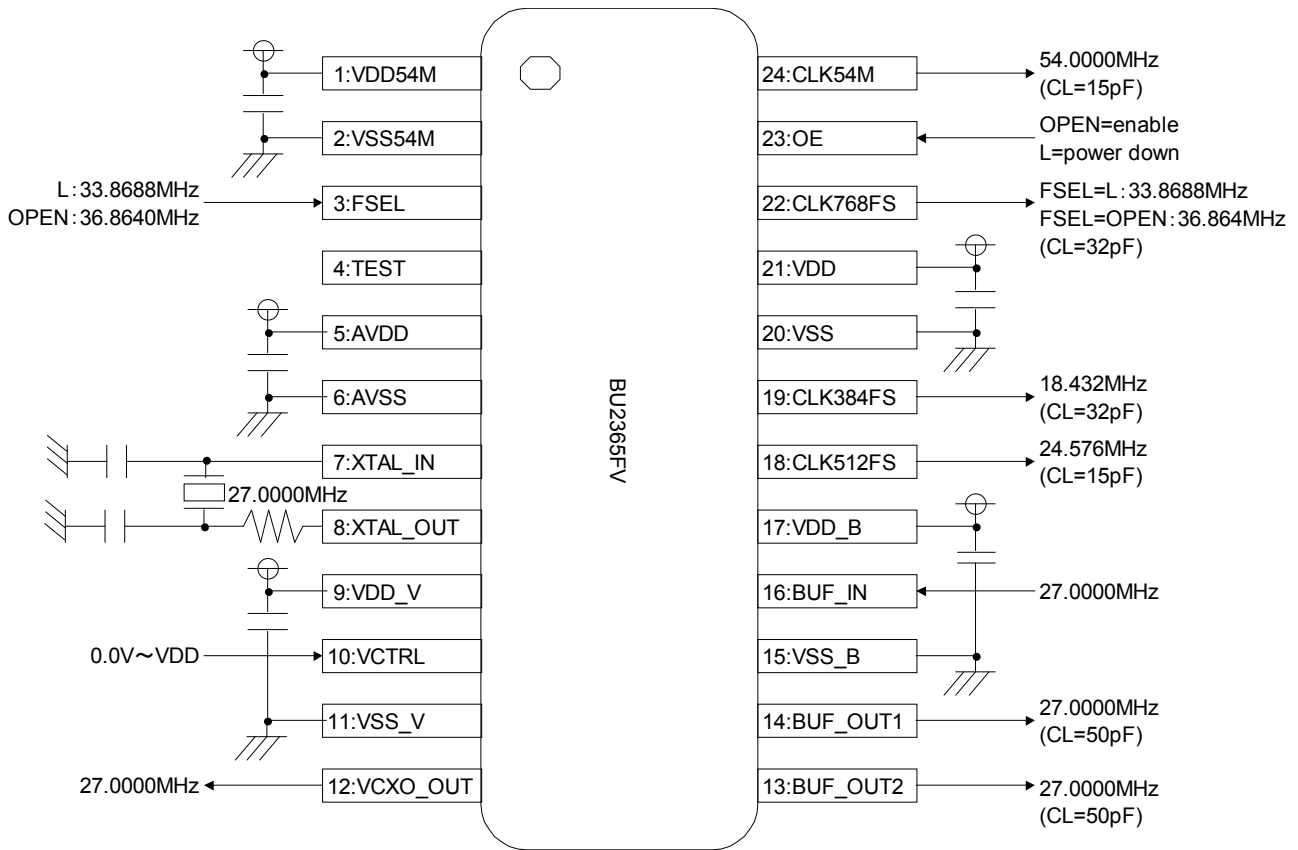 1:VDD54M
2:VSS54M
L:33.8688MHz
OPEN:36.8640MHz
3:FSEL
4:TEST
5:AVDD
6:AVSS
7:XTAL_IN
27.0000MHz
8:XTAL_OUT
9:VDD_V
0.0V～VDD
10:VCTRL
11:VSS_V
27.0000MHz
12:VCXO_OUT
BU2365FV
24:CLK54M
54.0000MHz
(CL=15pF)
23:OE
OPEN=enable
L=power down
22:CLK768FS
FSEL=L:33.8688MHz
FSEL=OPEN:36.864MHz
(CL=32pF)
21:VDD
20:VSS
19:CLK384FS
18.432MHz
(CL=32pF)
18:CLK512FS
24.576MHz
(CL=15pF)
17:VDD_B
16:BUF_IN
27.0000MHz
15:VSS_B
14:BUF_OUT1
27.0000MHz
(CL=50pF)
13:BUF_OUT2
27.0000MHz
(CL=50pF)